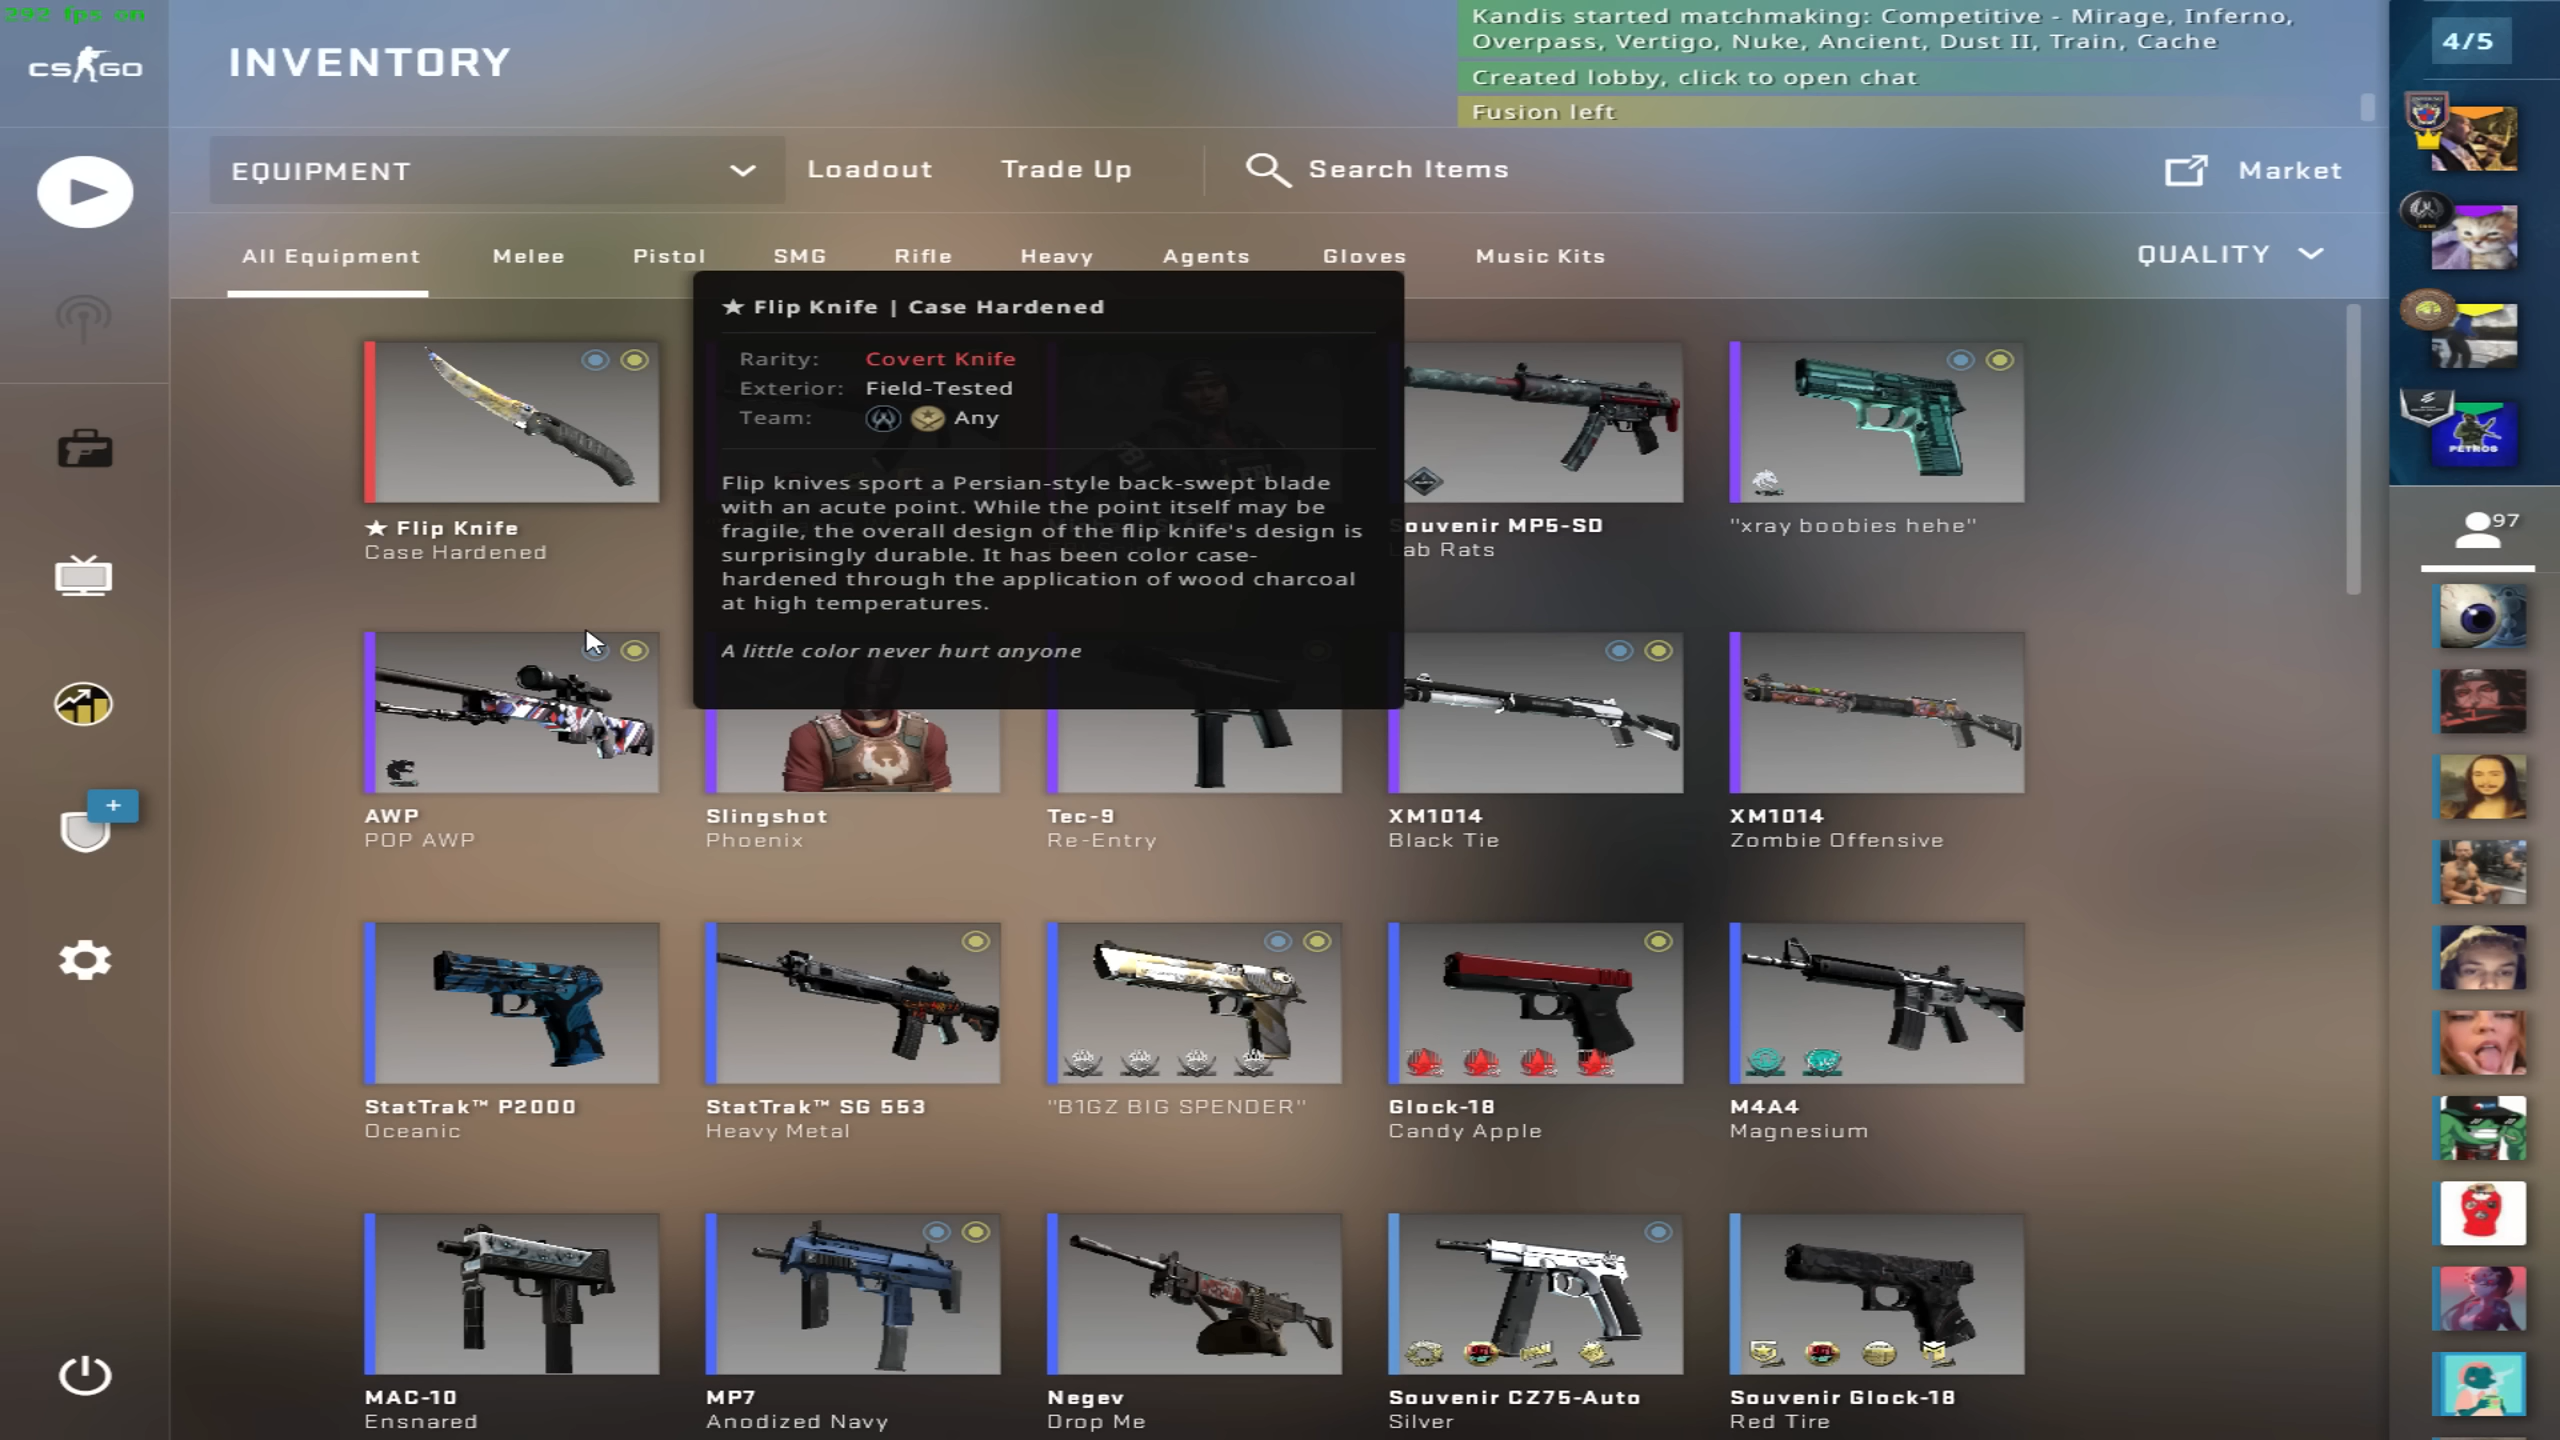 292 fps on
CS GO
INVENTORY
Kandis started matchmaking: Competitive - Mirage, Inferno,
Overpass, Vertigo, Nuke, Ancient, Dust II, Train, Cache
Created lobby, click to open chat
Fusion left
4/5
EQUIPMENT
Loadout
Trade Up
Search Items
Market
All Equipment
Melee
Pistol
SMG
Rifle
Heavy
Agents
Gloves
Music Kits
QUALITY
★ Flip Knife | Case Hardened
Rarity: Covert Knife
Exterior: Field-Tested
Team: Any
Flip knives sport a Persian-style back-swept blade
with an acute point. While the point itself may be
fragile, the overall design of the flip knife's design is
surprisingly durable. It has been color case-
hardened through the application of wood charcoal
at high temperatures.
A little color never hurt anyone
★ Flip Knife
Case Hardened
Souvenir MP5-SD
Lab Rats
"xray boobies hehe"
PETROS
97
AWP
POP AWP
Slingshot
Phoenix
Tec-9
Re-Entry
XM1014
Black Tie
XM1014
Zombie Offensive
+
StatTrak™ P2000
Oceanic
StatTrak™ SG 553
Heavy Metal
"B1GZ BIG SPENDER"
Glock-18
Candy Apple
M4A4
Magnesium
MAC-10
Ensnared
MP7
Anodized Navy
Negev
Drop Me
Souvenir CZ75-Auto
Silver
Souvenir Glock-18
Red Tire